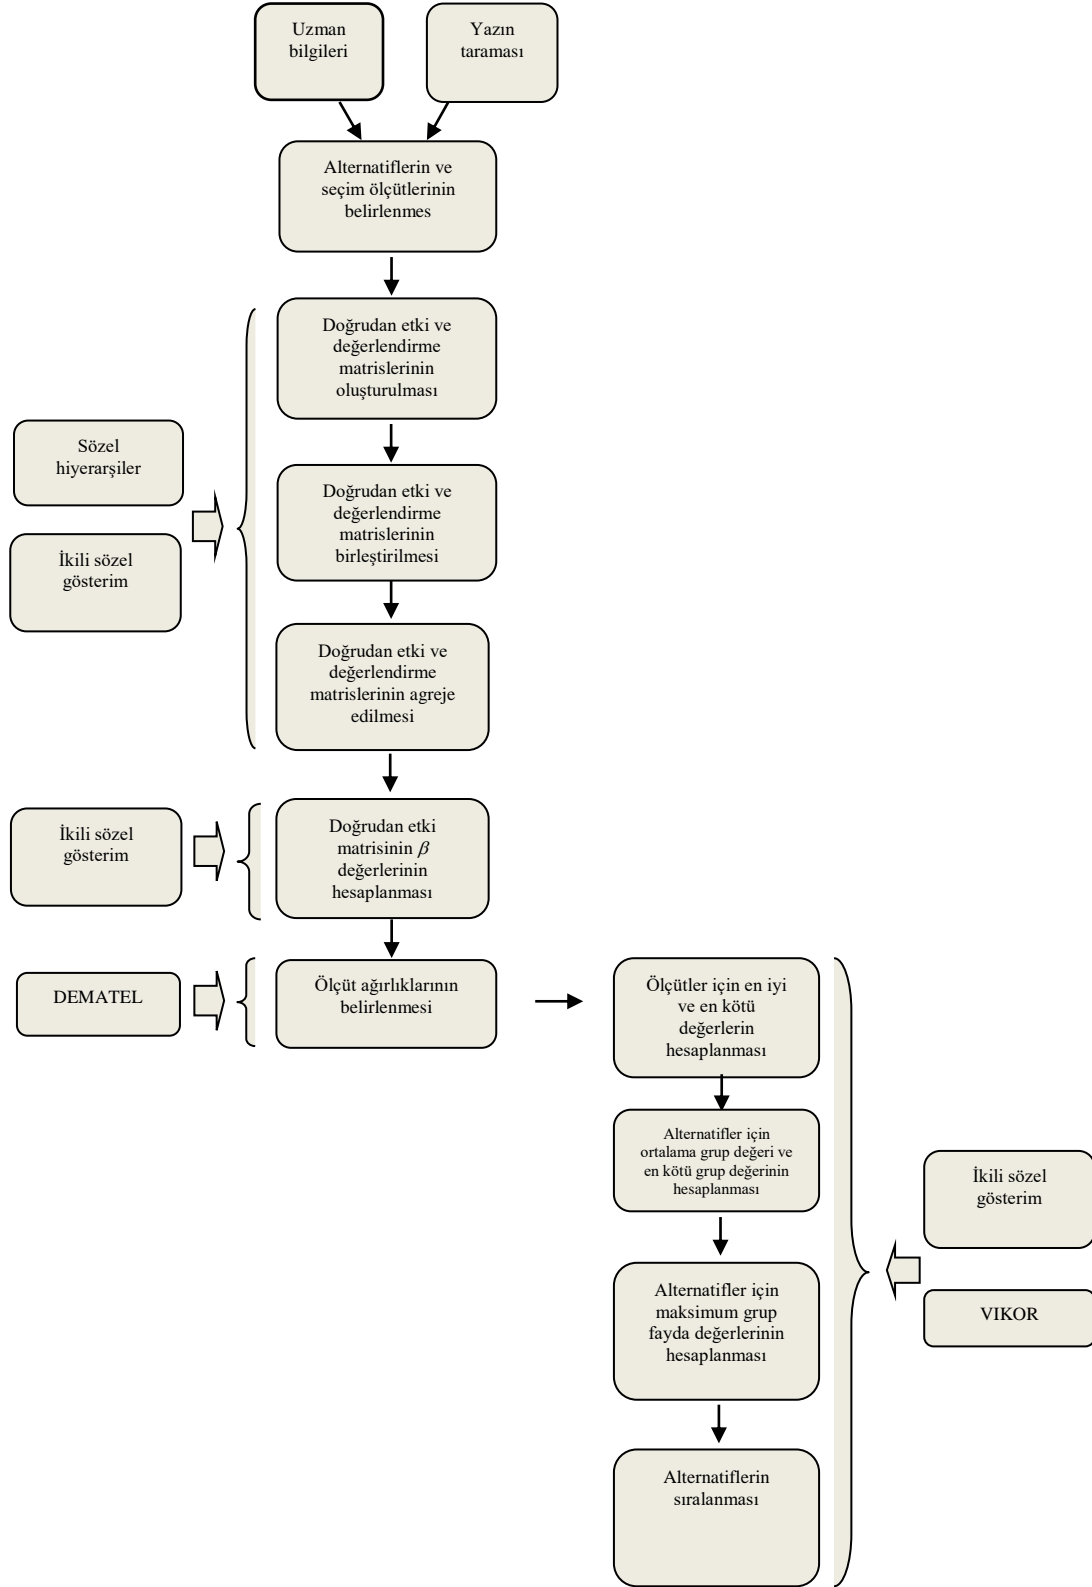 Uzman
bilgileri
Yazın
taraması
Alternatiflerin ve
seçim ölçütlerinin
belirlenmes
Doğrudan etki ve
değerlendirme
matrislerinin
oluşturulması
Sözel
hiyerarşiler
Doğrudan etki ve
değerlendirme
matrislerinin
birleştirilmesi
İkili sözel
gösterim
Doğrudan etki ve
değerlendirme
matrislerinin agreje
edilmesi
İkili sözel
gösterim
Doğrudan etki
matrisinin β
değerlerinin
hesaplanması
DEMATEL
Ölçüt ağırlıklarının
belirlenmesi
Ölçütler için en iyi
ve en kötü
değerlerin
hesaplanması
Alternatifler için
ortalama grup değeri ve
en kötü grup değerinin
hesaplanması
İkili sözel
gösterim
Alternatifler için
maksimum grup
fayda değerlerinin
hesaplanması
VIKOR
Alternatiflerin
sıralanması